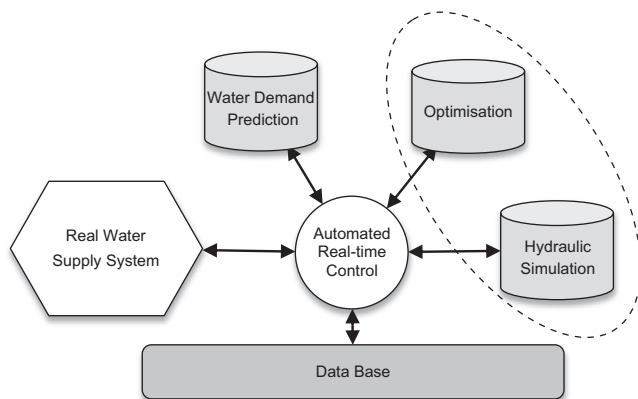 Water Demand
Prediction
Optimisation
Real Water
Supply System
Automated
Real-time
Control
Hydraulic
Simulation
Data Base